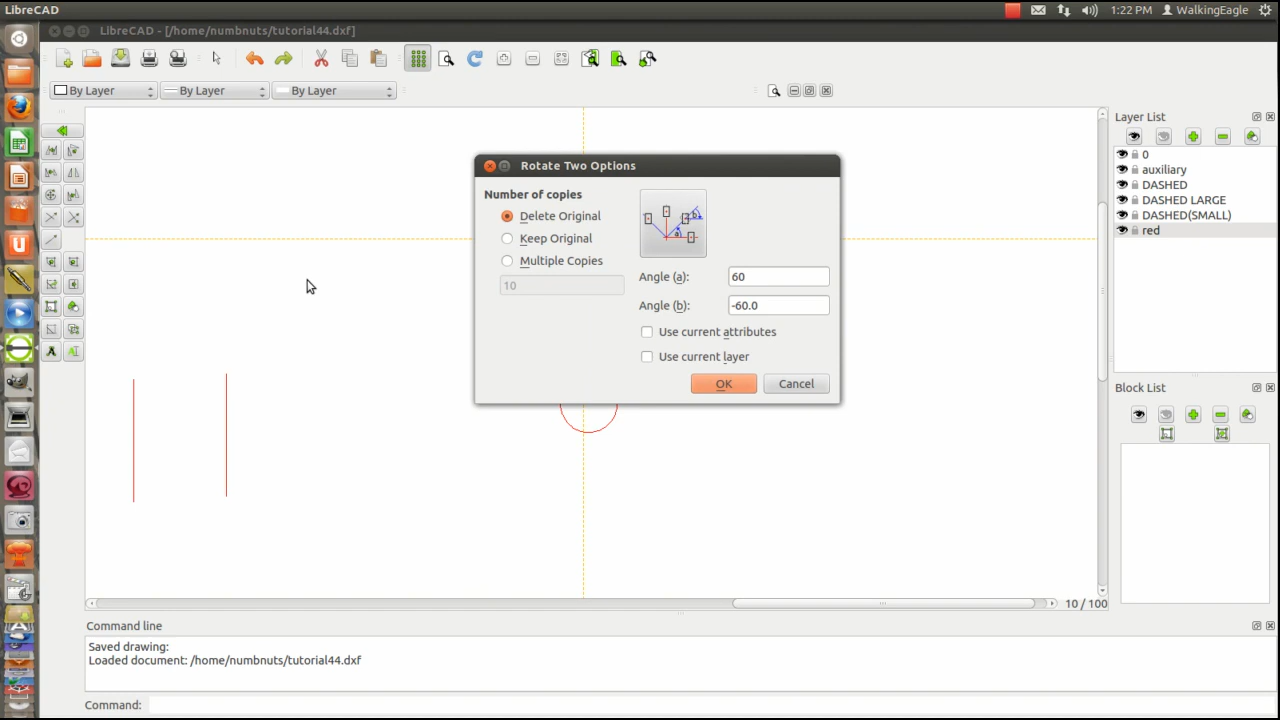 LibreCAD
1:22 PM
WalkingEagle
LibreCAD - [/home/numbnuts/tutorial44.dxf]
By Layer
By Layer
By Layer
Layer List
0
auxiliary
DASHED
DASHED LARGE
DASHED(SMALL)
red
Rotate Two Options
Number of copies
Delete Original
Keep Original
Multiple Copies
10
b
a
Angle (a):
60
Angle (b):
-60.0
Use current attributes
Use current layer
OK
Cancel
Block List
10 / 100
Command line
Saved drawing:
Loaded document: /home/numbnuts/tutorial44.dxf
Command: